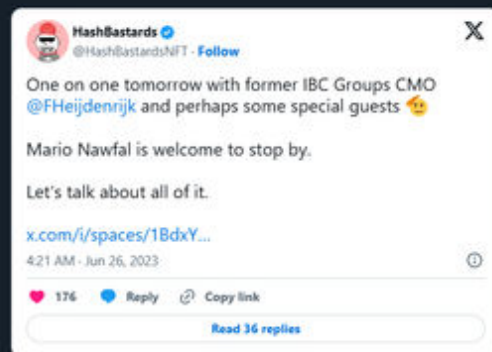 HashBastards
@HashBastardsNFT · Follow
One on one tomorrow with former IBC Groups CMO
@FHeijdenrijk and perhaps some special guests 🫡
Mario Nawfal is welcome to stop by.
Let's talk about all of it.
x.com/i/spaces/1BdxY...
4:21 AM · Jun 26, 2023
176 Reply Copy link
Read 36 replies